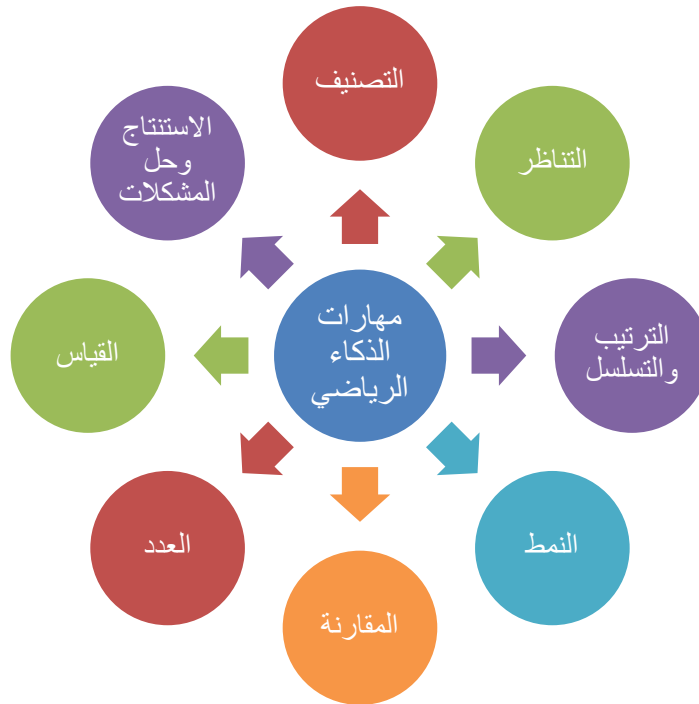 التصنيف
التناظر
الترتيب
والتسلسل
النمط
المقارنة
العدد
القياس
الاستنتاج
وحل
المشكلات
مهارات
الذكاء
الرياضي